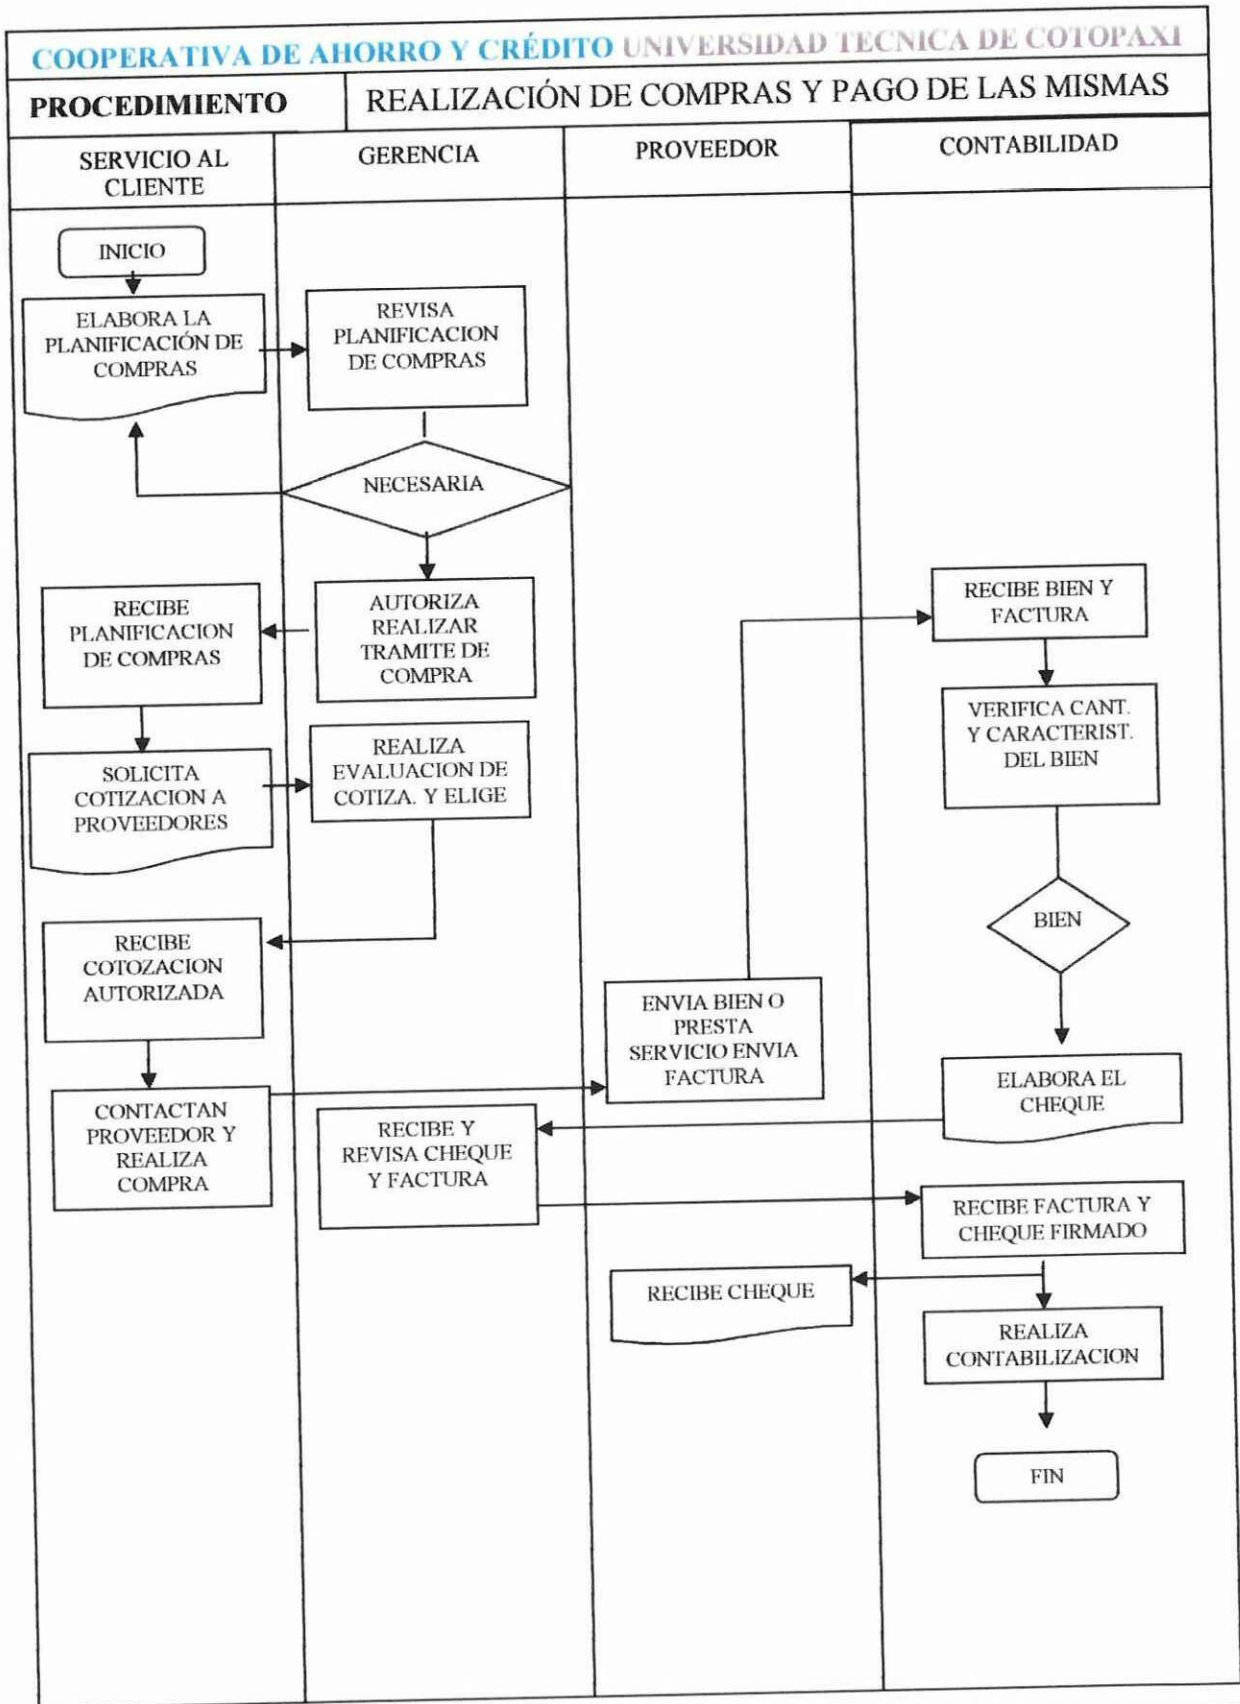 COOPERATIVA DE AHORRO Y CRÉDITO UNIVERSIDAD TECNICA DE COTOPAXI
PROCEDIMIENTO
REALIZACIÓN DE COMPRAS Y PAGO DE LAS MISMAS
SERVICIO AL
CLIENTE
GERENCIA
PROVEEDOR
CONTABILIDAD
INICIO
ELABORA LA
PLANIFICACIÓN DE
COMPRAS
REVISA
PLANIFICACION
DE COMPRAS
NECESARIA
AUTORIZA
REALIZAR
TRAMITE DE
COMPRA
RECIBE
PLANIFICACION
DE COMPRAS
SOLICITA
COTIZACION A
PROVEEDORES
REALIZA
EVALUACION DE
COTIZA. Y ELIGE
RECIBE
COTOZACION
AUTORIZADA
CONTACTAN
PROVEEDOR Y
REALIZA
COMPRA
ENVIA BIEN O
PRESTA
SERVICIO ENVIA
FACTURA
RECIBE BIEN Y
FACTURA
VERIFICA CANT.
Y CARACTERIST.
DEL BIEN
BIEN
ELABORA EL
CHEQUE
RECIBE Y
REVISA CHEQUE
Y FACTURA
RECIBE FACTURA Y
CHEQUE FIRMADO
RECIBE CHEQUE
REALIZA
CONTABILIZACION
FIN